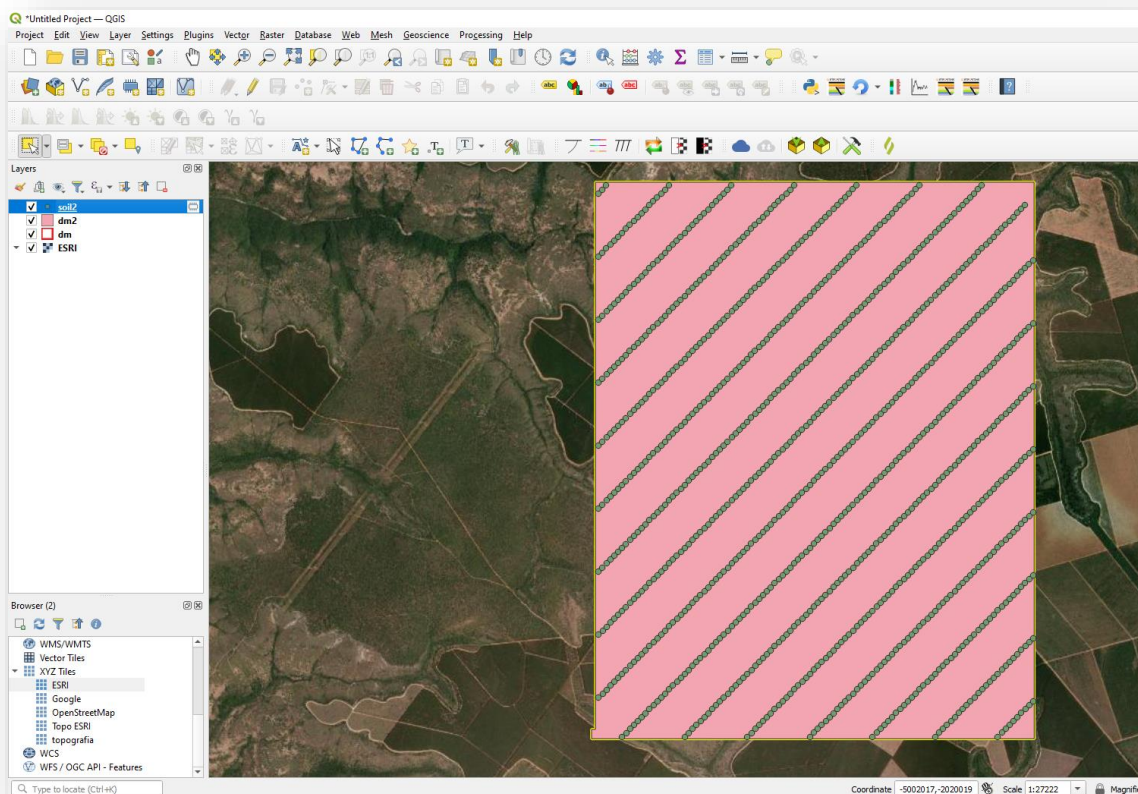 *Untitled Project — QGIS
Project Edit View Layer Settings Plugins Vector Raster Database Web Mesh Geoscience Processing Help
Layers
soil2
dm2
dm
ESRI
Browser (2)
WMS/WMTS
Vector Tiles
XYZ Tiles
ESRI
Google
OpenStreetMap
Topo ESRI
topografia
WCS
WFS / OGC API - Features
Type to locate (Ctrl+K)
Coordinate -5002017,-2020019 Scale 1:27222 Magnifi